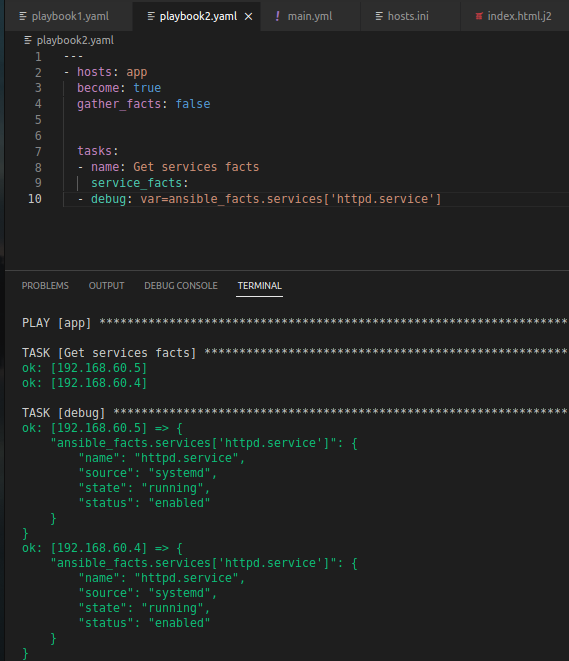 playbook1.yaml playbook2.yaml × ! main.yml hosts.ini index.html.j2
playbook2.yaml
1 ---
2 - hosts: app
3   become: true
4   gather_facts: false
5
6
7   tasks:
8   - name: Get services facts
9     service_facts:
10   - debug: var=ansible_facts.services['httpd.service']
PROBLEMS OUTPUT DEBUG CONSOLE TERMINAL
PLAY [app] *******************************************************************
TASK [Get services facts] ****************************************************
ok: [192.168.60.5]
ok: [192.168.60.4]
TASK [debug] *****************************************************************
ok: [192.168.60.5] => {
    "ansible_facts.services['httpd.service']": {
        "name": "httpd.service",
        "source": "systemd",
        "state": "running",
        "status": "enabled"
    }
}
ok: [192.168.60.4] => {
    "ansible_facts.services['httpd.service']": {
        "name": "httpd.service",
        "source": "systemd",
        "state": "running",
        "status": "enabled"
    }
}